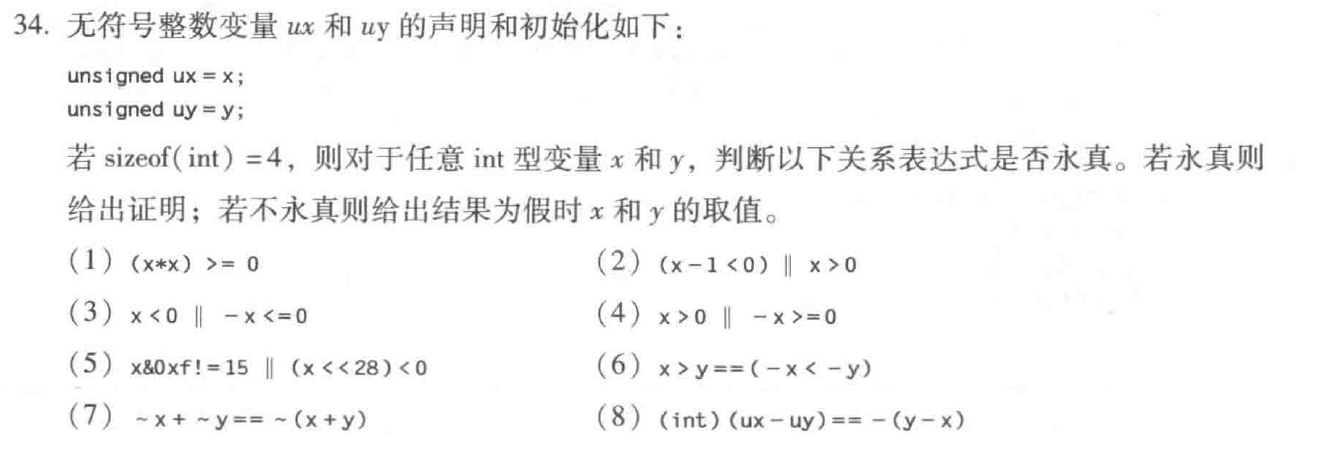 34. 无符号整数变量 ux 和 uy 的声明和初始化如下：
unsigned ux = x;
unsigned uy = y;
若 sizeof( int ) = 4，则对于任意 int 型变量 x 和 y，判断以下关系表达式是否永真。若永真则
给出证明；若不永真则给出结果为假时 x 和 y 的取值。
（1）(x*x) >= 0 （2）(x - 1 < 0) || x > 0
（3）x < 0 || - x <= 0 （4）x > 0 || - x >= 0
（5）x&0xf! = 15 || (x << 28) < 0 （6）x > y == ( - x < - y)
（7）~ x + ~ y == ~ (x + y) （8）(int) (ux - uy) == - (y - x)